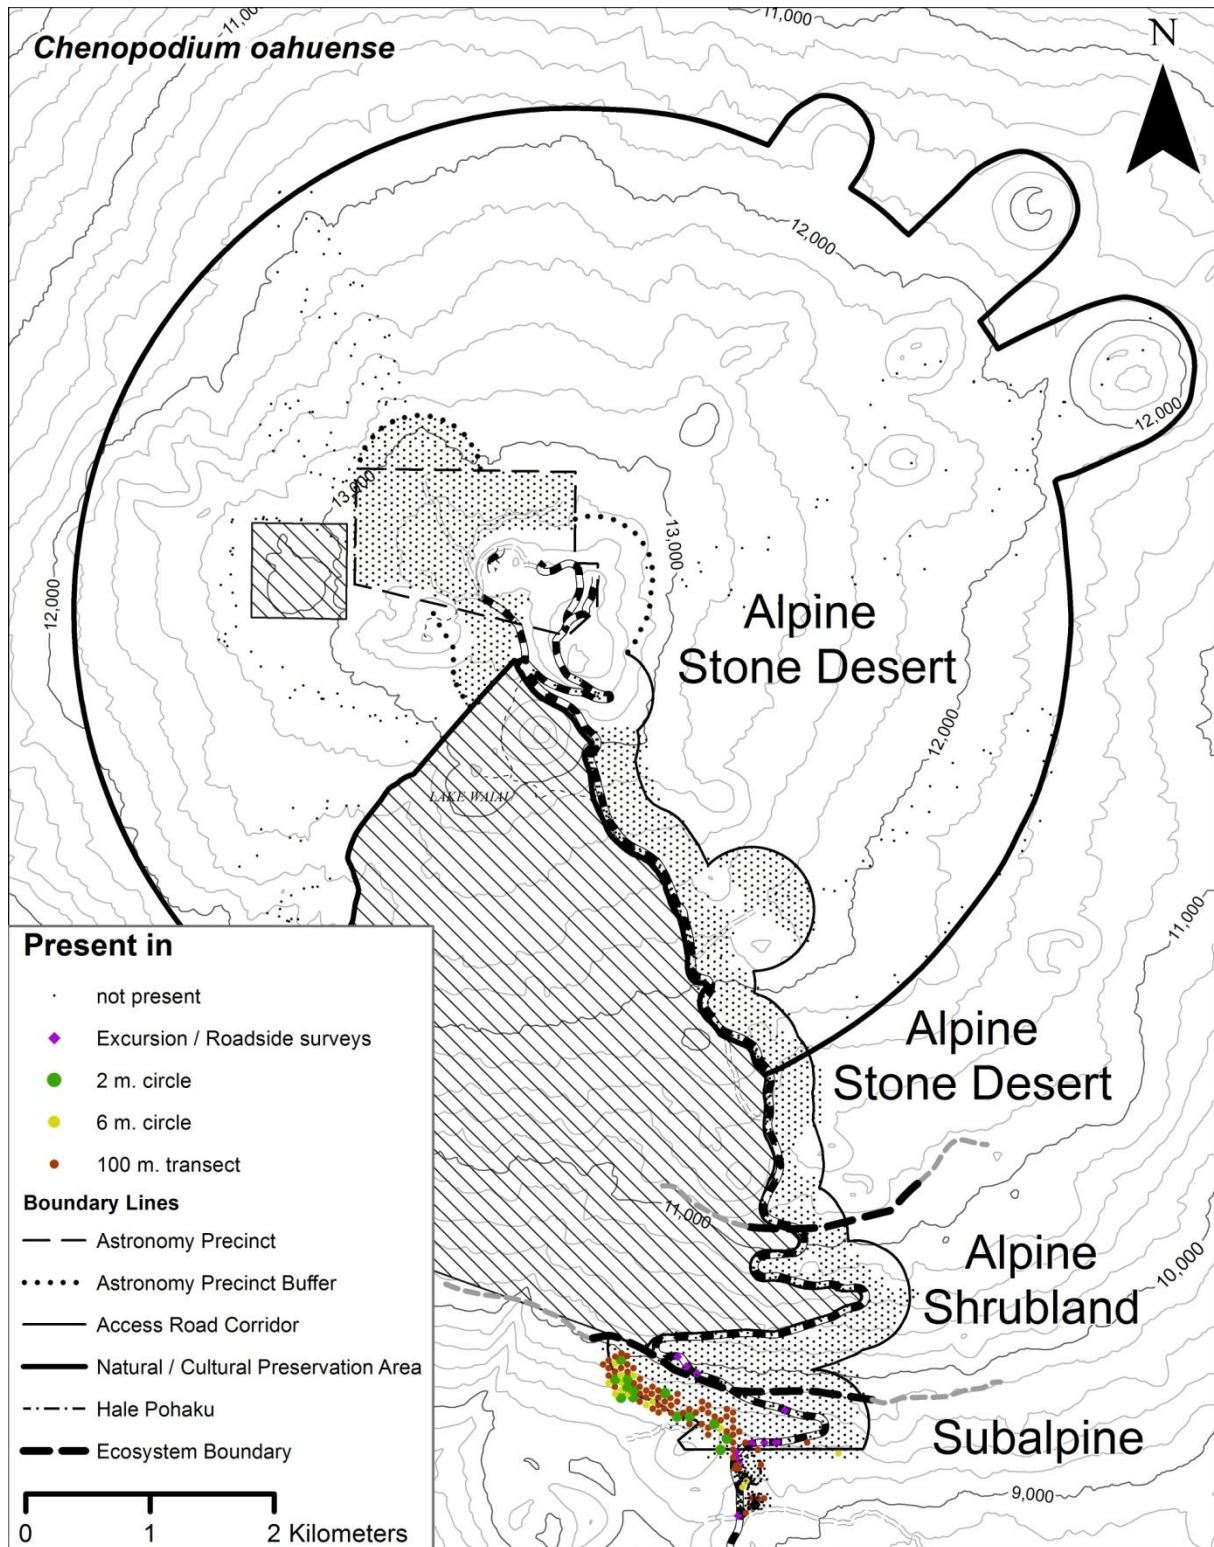 11,000
11,000
Chenopodium oahuense
N
12,000
12,000
13,000
13,000
12,000
Alpine
Stone Desert
12,000
LAKE WAIAU
11,000
Present in
not present
Excursion / Roadside surveys
2 m. circle
6 m. circle
100 m. transect
Boundary Lines
Astronomy Precinct
Astronomy Precinct Buffer
Access Road Corridor
Natural / Cultural Preservation Area
Hale Pohaku
Ecosystem Boundary
0 1 2 Kilometers
Alpine
Stone Desert
11,000
Alpine
Shrubland
10,000
Subalpine
9,000